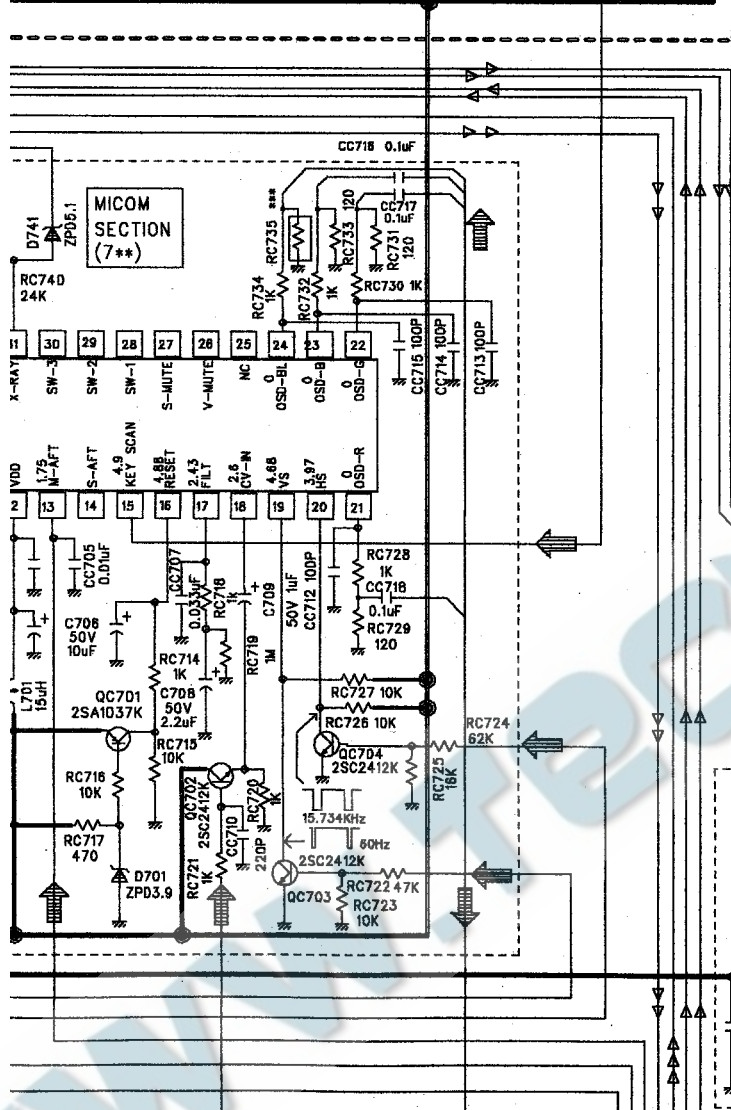 CC716 0.1uF
MICOM
SECTION
(7**)
D741
ZPD5.1
RC740
24K
***
RC735
120
RC733
CC717
0.1uF
RC731
120
RC734
1K
RC732
1K
RC730 1K
CC715 100P
CC714 100P
CC713 100P
31 30 29 28 27 26 25 24 23 22
X-RAY
SW-3
SW-2
SW-1
S-MUTE
V-MUTE
NC
0
OSD-BL
0
OSD-B
0
OSD-G
VDD
1.75
M-AFT
S-AFT
4.9
KEY SCAN
4.88
RESET
2.43
FILT
2.6
CV-IN
4.68
VS
3.97
HS
0
OSD-R
2 13 14 15 16 17 18 19 20 21
CC705
0.01uF
CC707
0.033uF
RC718
1k
C709
50V 1uF
CC712 100P
RC728
1K
CC718
0.1uF
RC729
120
C706
50V
10uF
RC719
1M
RC714
1K
C708
50V
2.2uF
L701
15uH
QC701
2SA1037K
RC727 10K
RC726 10K
RC715
10K
QC704
2SC2412K
RC724
62K
RC725
16K
RC716
10K
QC702
2SC2412K
RC720
1K
15.734KHz
60Hz
RC717
470
CC710
220P
RC721
1K
2SC2412K
QC703
RC722 47K
RC723
10K
D701
ZPD3.9
www.tec